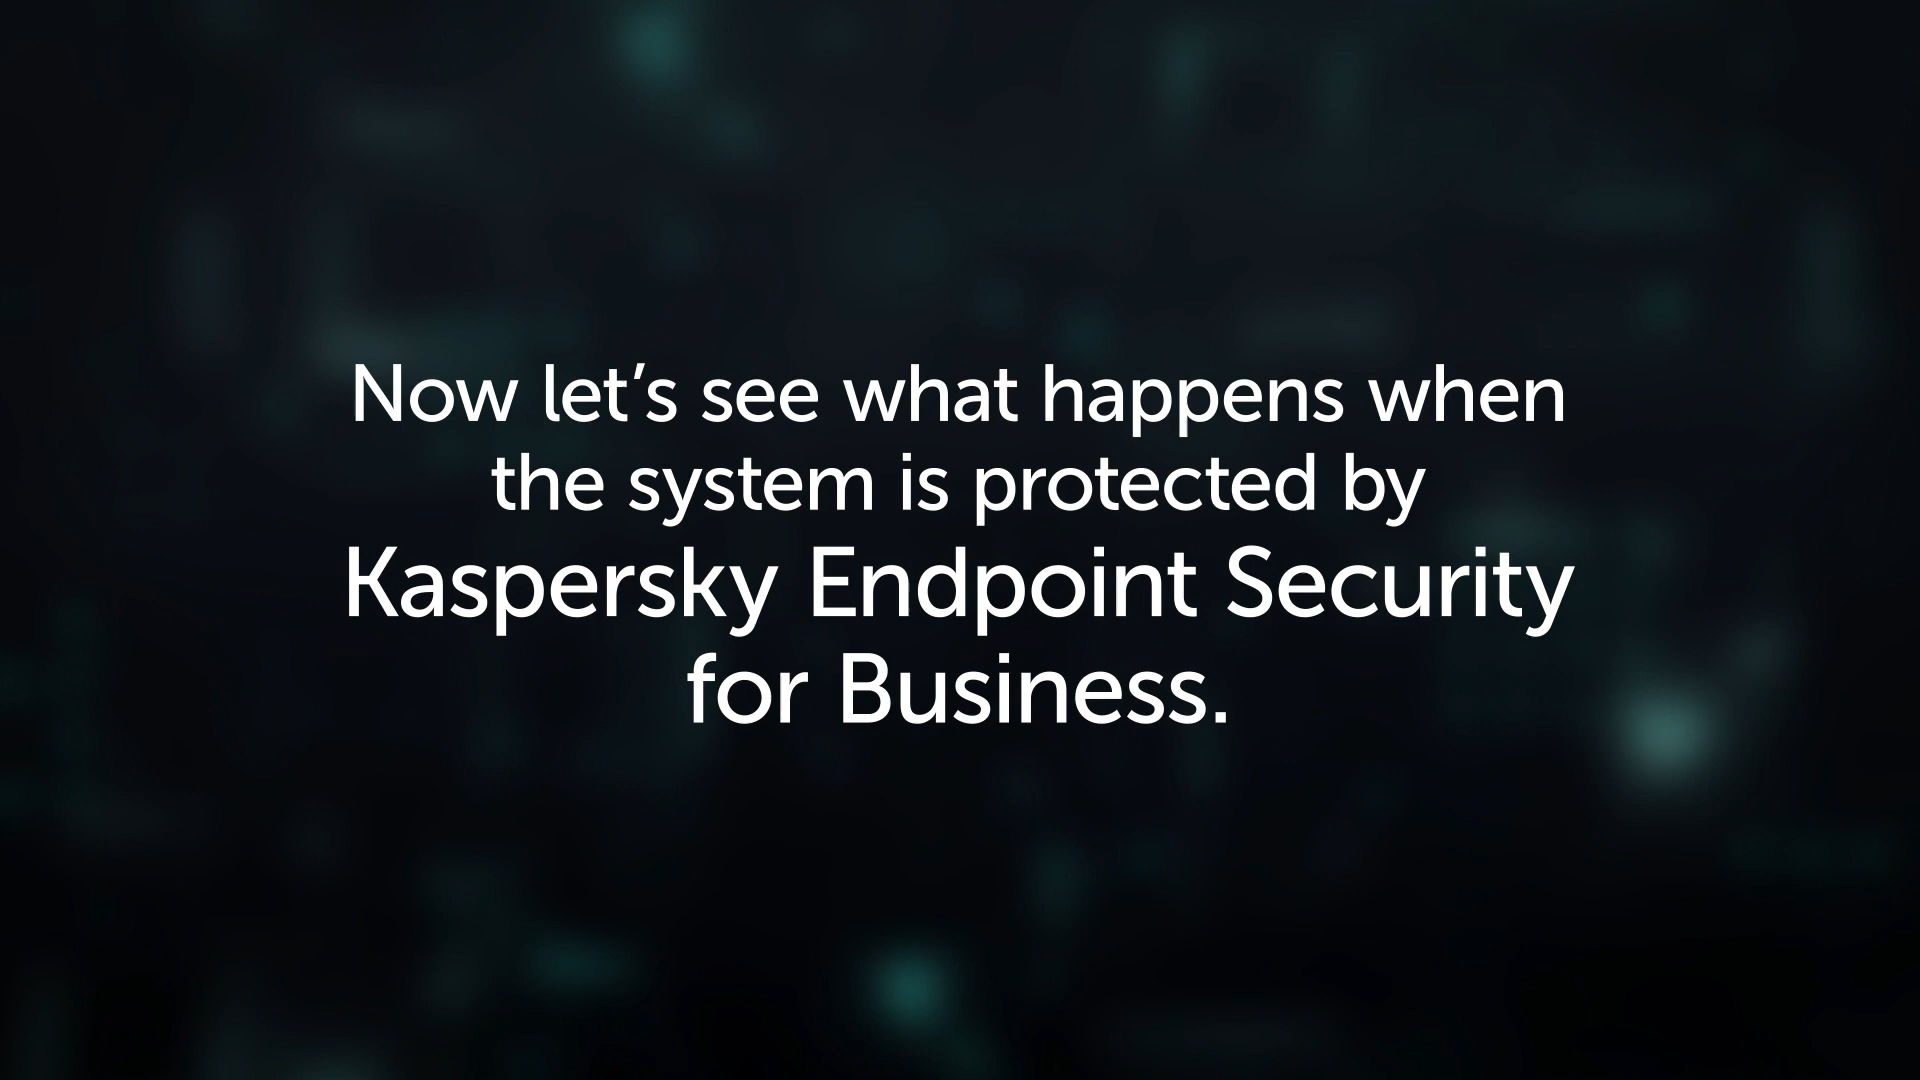 Now let’s see what happens when
the system is protected by
Kaspersky Endpoint Security
for Business.